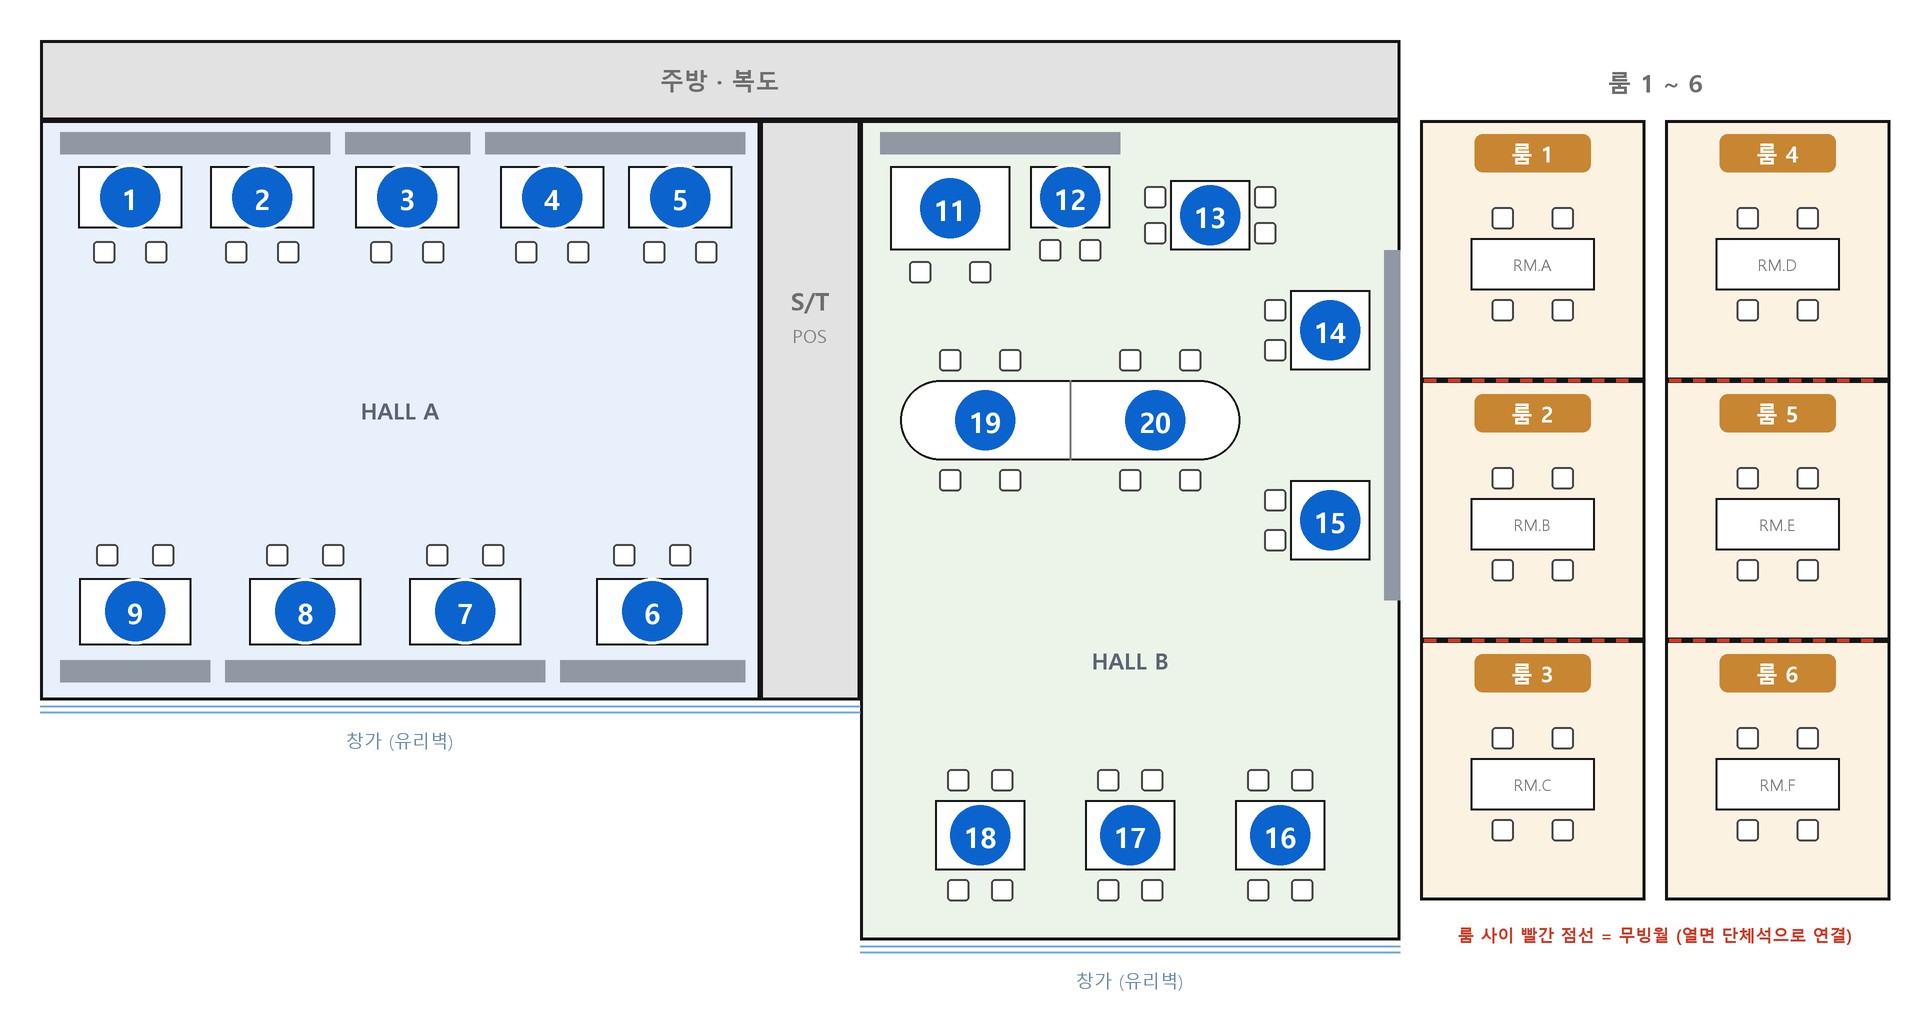 주방 · 복도
룸 1 ~ 6
1
2
3
4
5
S/T
POS
HALL A
9
8
7
6
창가 (유리벽)
11
12
13
14
19
20
15
HALL B
18
17
16
창가 (유리벽)
룸 1
RM.A
룸 2
RM.B
룸 3
RM.C
룸 4
RM.D
룸 5
RM.E
룸 6
RM.F
룸 사이 빨간 점선 = 무빙월 (열면 단체석으로 연결)